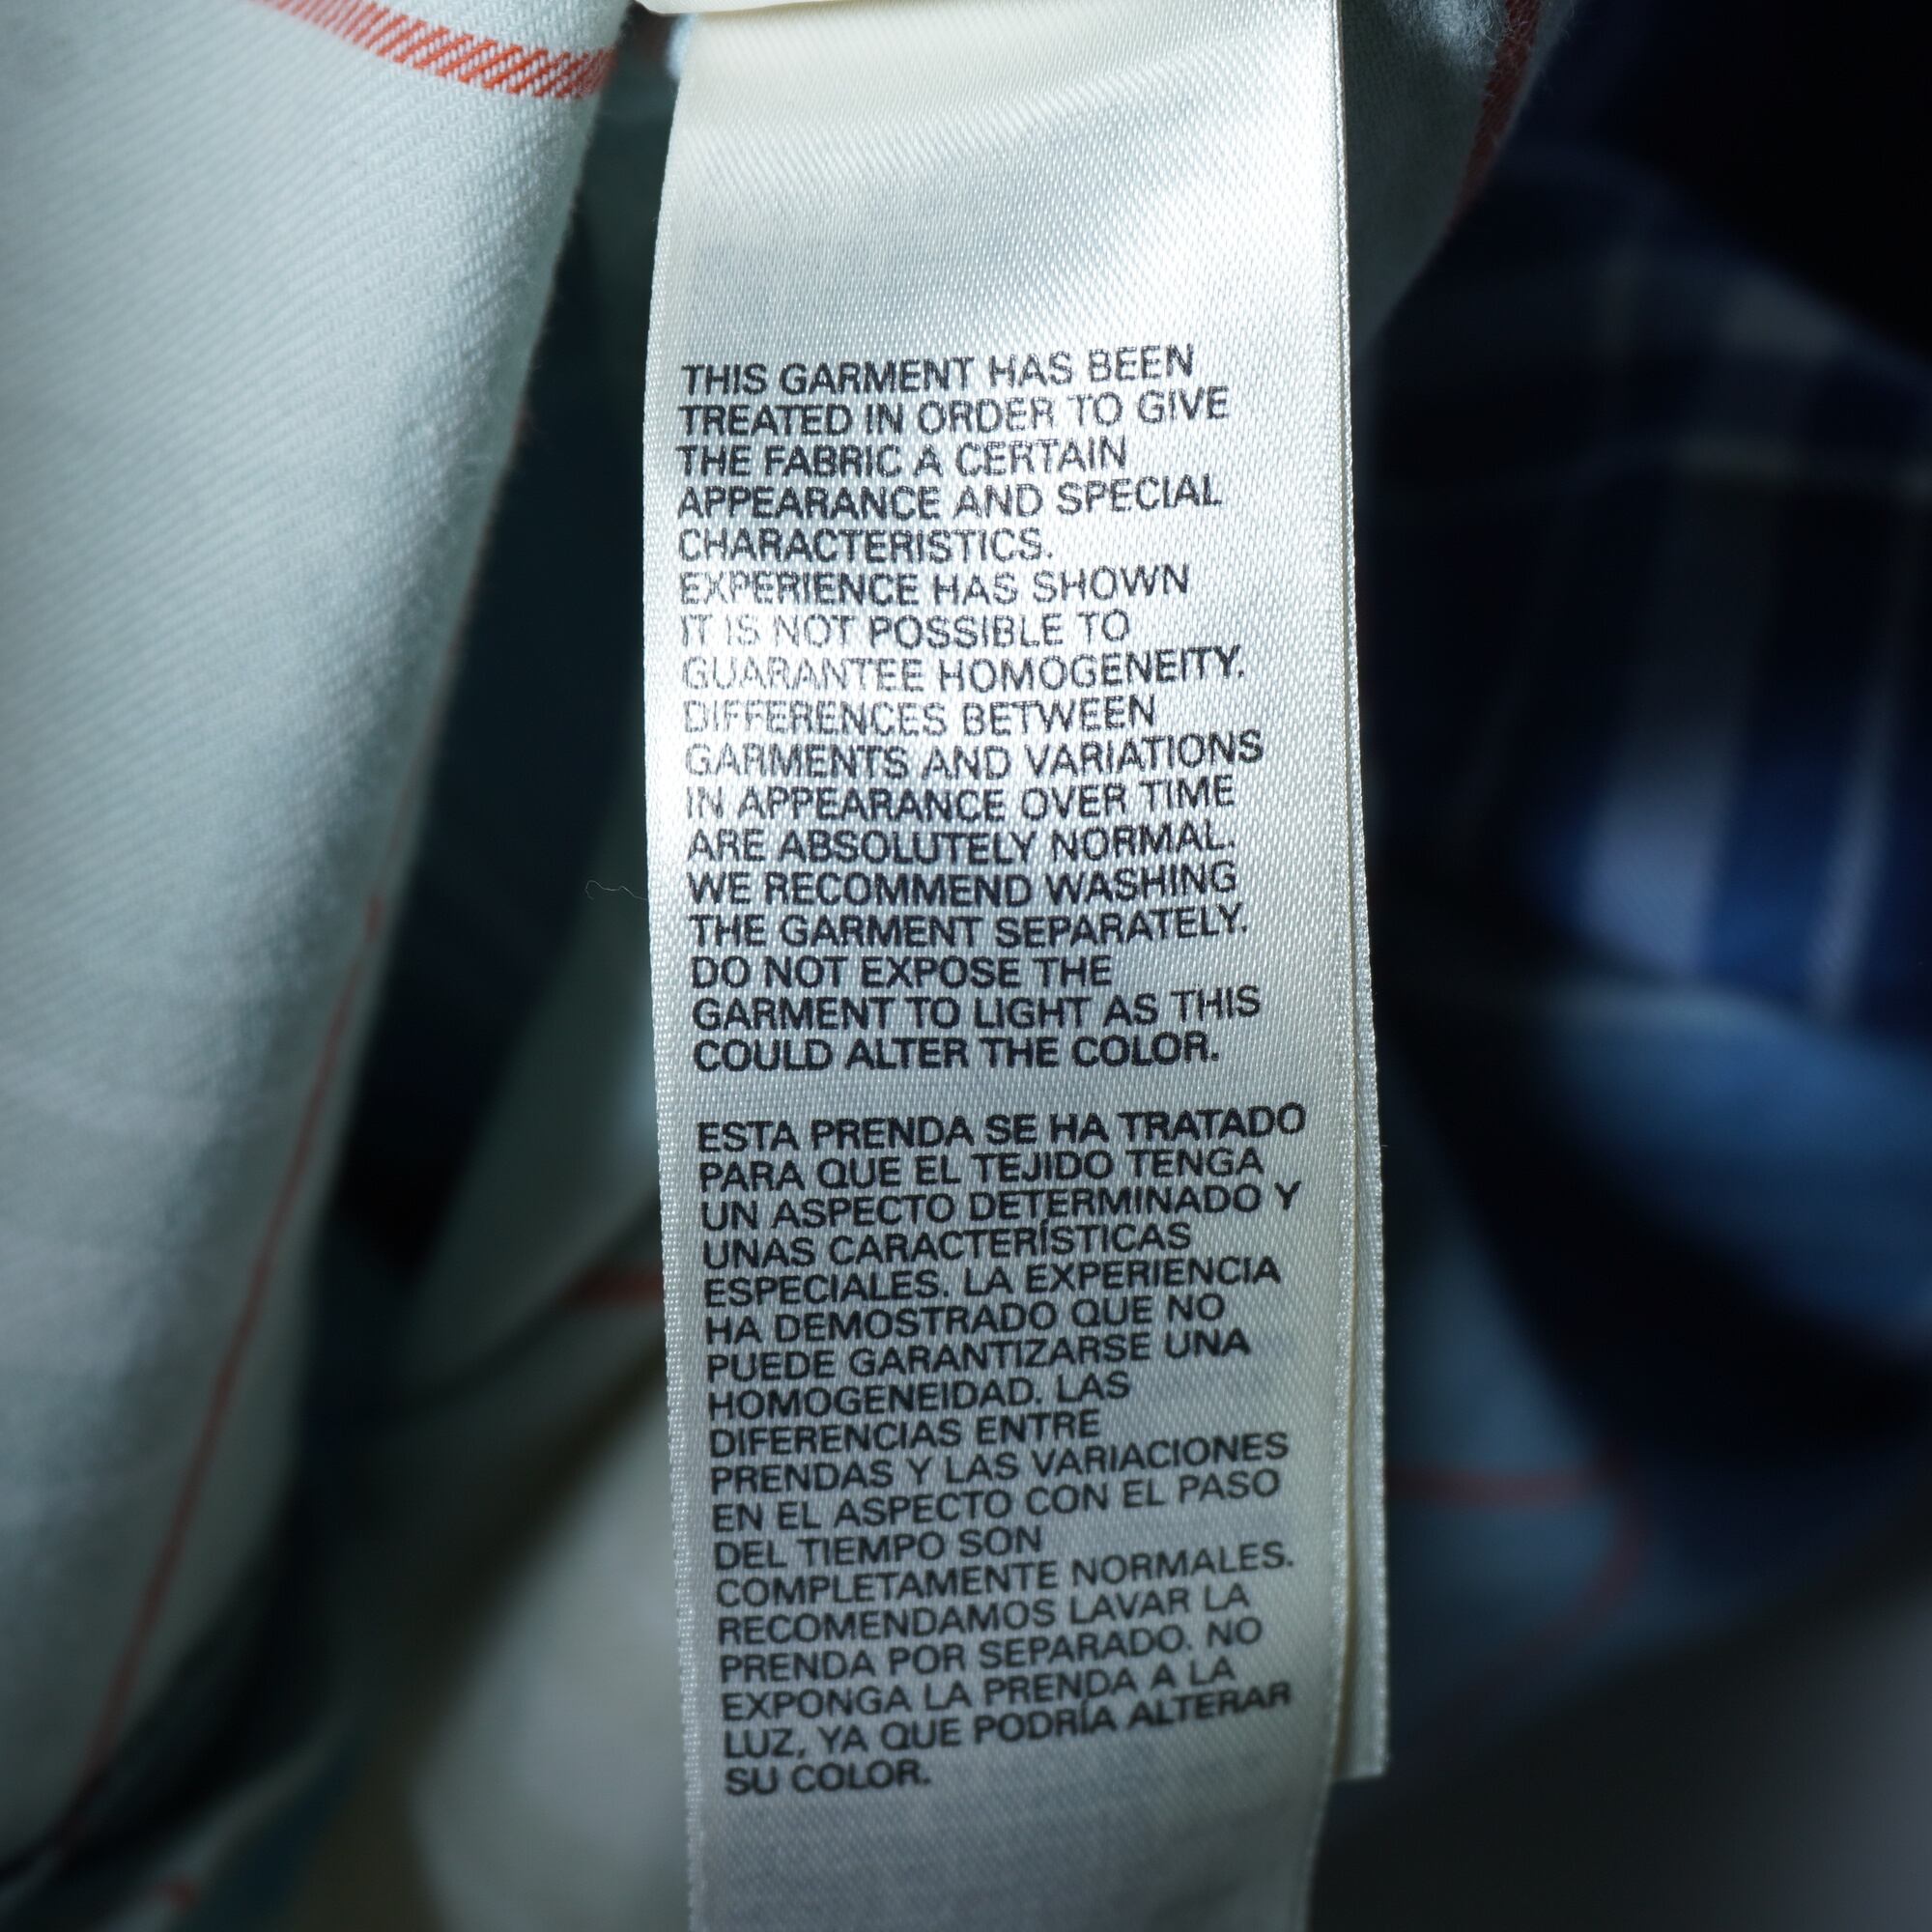 THIS GARMENT HAS BEEN
TREATED IN ORDER TO GIVE
THE FABRIC A CERTAIN
APPEARANCE AND SPECIAL
CHARACTERISTICS.
EXPERIENCE HAS SHOWN
IT IS NOT POSSIBLE TO
GUARANTEE HOMOGENEITY.
DIFFERENCES BETWEEN
GARMENTS AND VARIATIONS
IN APPEARANCE OVER TIME
ARE ABSOLUTELY NORMAL.
WE RECOMMEND WASHING
THE GARMENT SEPARATELY.
DO NOT EXPOSE THE
GARMENT TO LIGHT AS THIS
COULD ALTER THE COLOR.
ESTA PRENDA SE HA TRATADO
PARA QUE EL TEJIDO TENGA
UN ASPECTO DETERMINADO Y
UNAS CARACTERÍSTICAS
ESPECIALES. LA EXPERIENCIA
HA DEMOSTRADO QUE NO
PUEDE GARANTIZARSE UNA
HOMOGENEIDAD. LAS
DIFERENCIAS ENTRE
PRENDAS Y LAS VARIACIONES
EN EL ASPECTO CON EL PASO
DEL TIEMPO SON
COMPLETAMENTE NORMALES.
RECOMENDAMOS LAVAR LA
PRENDA POR SEPARADO. NO
EXPONGA LA PRENDA A LA
LUZ, YA QUE PODRÍA ALTERAR
SU COLOR.